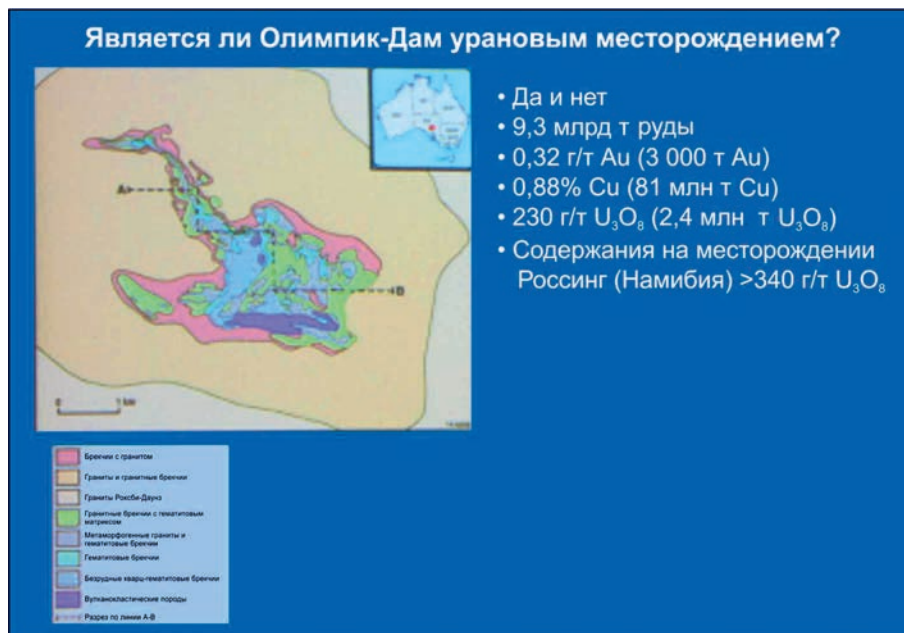 Является ли Олимпик-Дам урановым месторождением?
• Да и нет
• 9,3 млрд т руды
• 0,32 г/т Au (3 000 т Au)
• 0,88% Cu (81 млн т Cu)
• 230 г/т U₃O₈ (2,4 млн т U₃O₈)
• Содержания на месторождении
Россинг (Намибия) >340 г/т U₃O₈
A
B
0 1 км
Брекчии с гранитом
Граниты и гранитные брекчии
Граниты Роксби-Даунз
Гранитные брекчии с гематитовым
матриксом
Метаморфогенные граниты и
гематитовые брекчии
Гематитовые брекчии
Безрудные кварц-гематитовые брекчии
Вулканокластические породы
Разрез по линии А-В